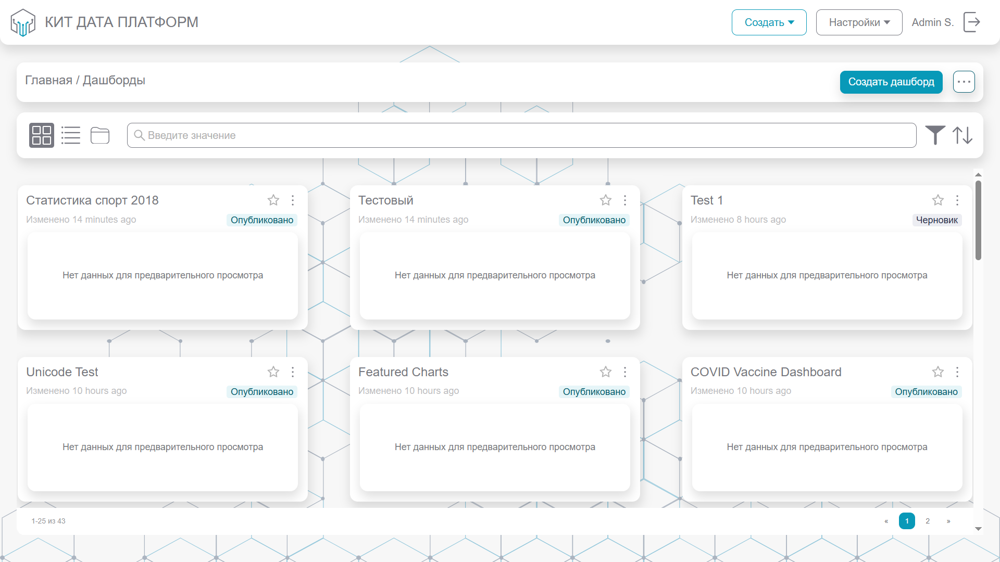 КИТ ДАТА ПЛАТФОРМ
Создать
Настройки
Admin S.
Главная / Дашборды
Создать дашборд
Введите значение
Статистика спорт 2018
Изменено 14 minutes ago
Опубликовано
Нет данных для предварительного просмотра
Тестовый
Изменено 14 minutes ago
Опубликовано
Нет данных для предварительного просмотра
Test 1
Изменено 8 hours ago
Черновик
Нет данных для предварительного просмотра
Unicode Test
Изменено 10 hours ago
Опубликовано
Нет данных для предварительного просмотра
Featured Charts
Изменено 10 hours ago
Опубликовано
Нет данных для предварительного просмотра
COVID Vaccine Dashboard
Изменено 10 hours ago
Опубликовано
Нет данных для предварительного просмотра
1-25 из 43
« 1 2 »